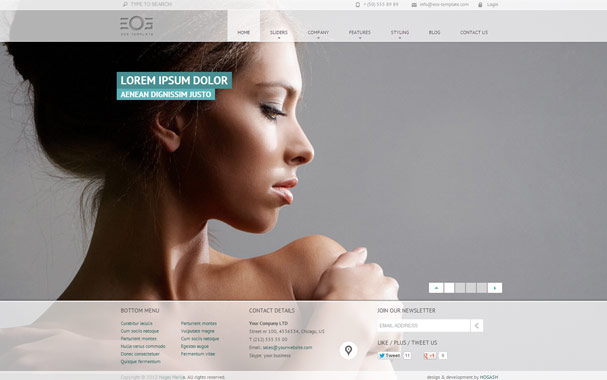 TYPE TO SEARCH
+ (50) 555 89 89
info@eos-template.com
Login
EOS
EOS TEMPLATE
HOME
SLIDERS
COMPANY
FEATURES
STYLING
BLOG
CONTACT US
LOREM IPSUM DOLOR
AENEAN DIGNISSIM JUSTO
BOTTOM MENU
Curabitur iaculis
Cum sociis natoque
Parturient montes
Nulla varius commodo
Donec consectetuer
Quisque fermentum
Parturient montes
Vulputate magna
Cum sociis natoque
Egestas augue
Fermentum vitae
CONTACT DETAILS
Your Company LTD
Street nr 100, 4536534, Chicago, US
T (212) 555 55 00
Email: sales@yourwebsite.com
Skype: your business
JOIN OUR NEWSLETTER
EMAIL ADDRESS
LIKE / PLUS / TWEET US
Tweet 11
+1 0
Copyright © 2012 Hogas Media. All rights reserved.
design & development by HOGASH